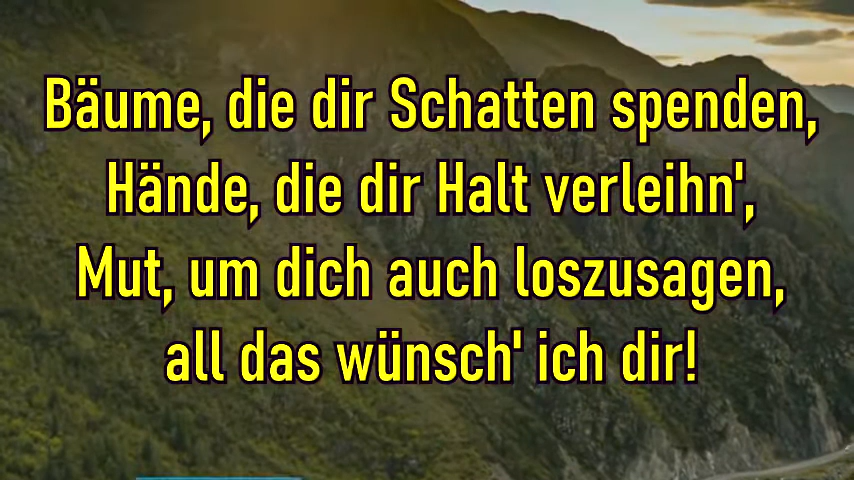 Bäume, die dir Schatten spenden,
Hände, die dir Halt verleihn',
Mut, um dich auch loszusagen,
all das wünsch' ich dir!